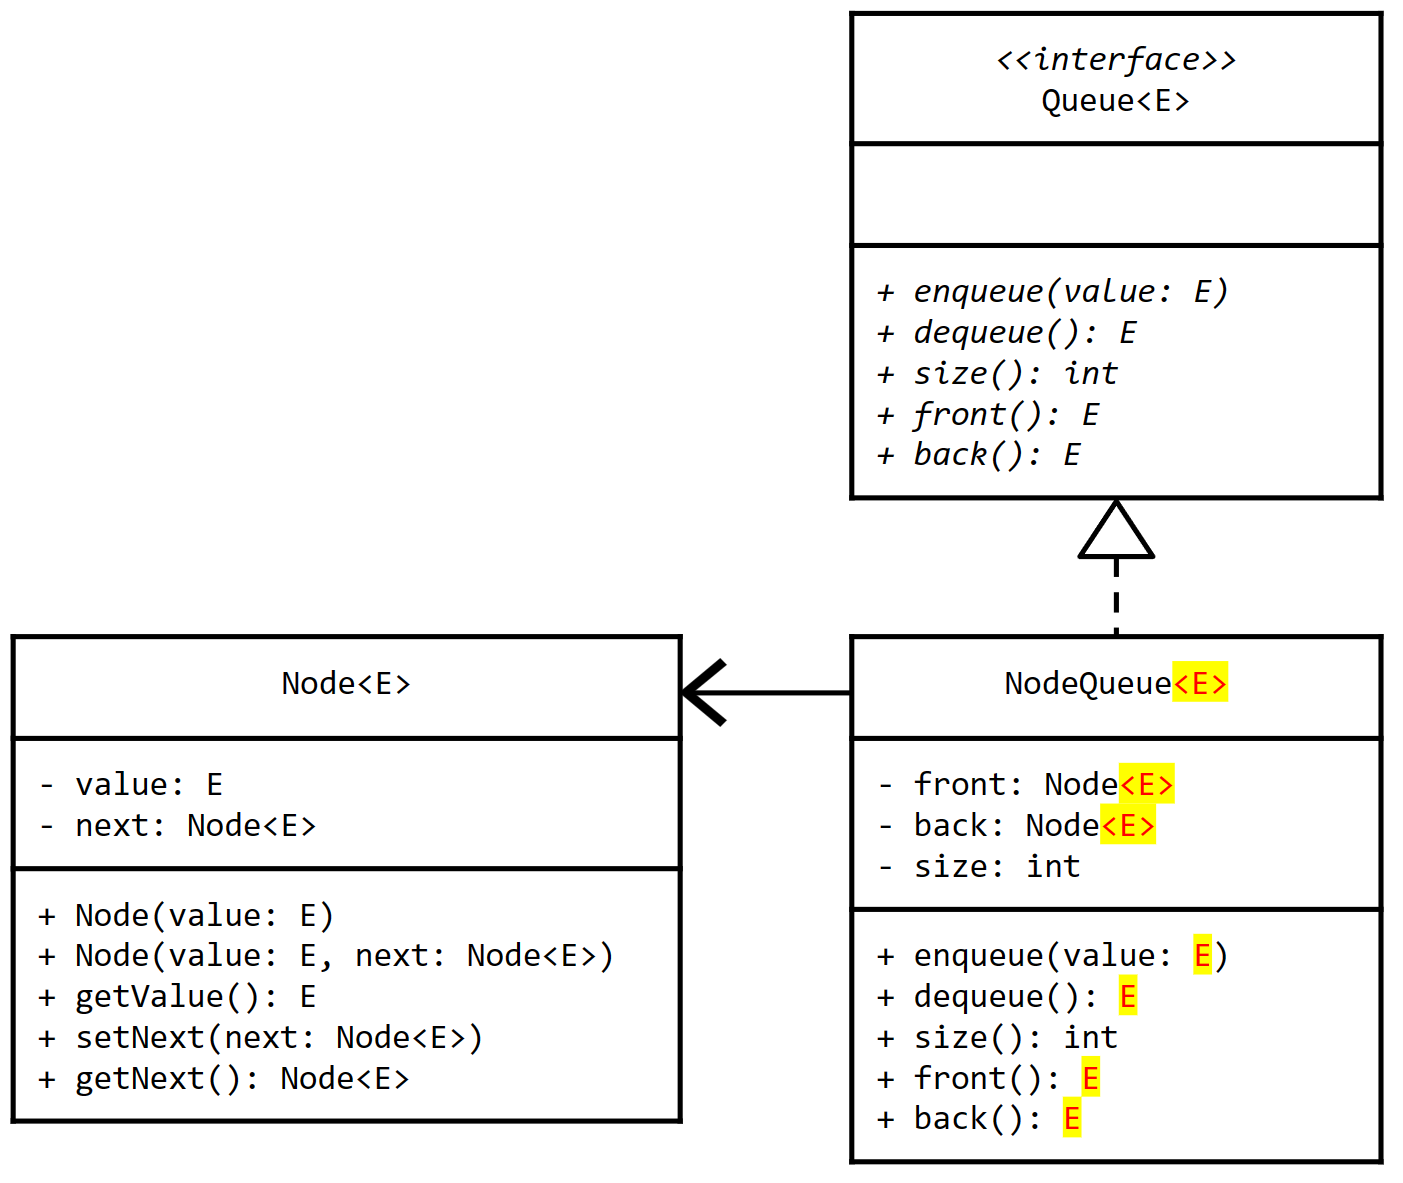 <<interface>>
Queue<E>
+ enqueue(value: E)
+ dequeue(): E
+ size(): int
+ front(): E
+ back(): E
Node<E>
- value: E
- next: Node<E>
+ Node(value: E)
+ Node(value: E, next: Node<E>)
+ getValue(): E
+ setNext(next: Node<E>)
+ getNext(): Node<E>
NodeQueue<E>
- front: Node<E>
- back: Node<E>
- size: int
+ enqueue(value: E)
+ dequeue(): E
+ size(): int
+ front(): E
+ back(): E